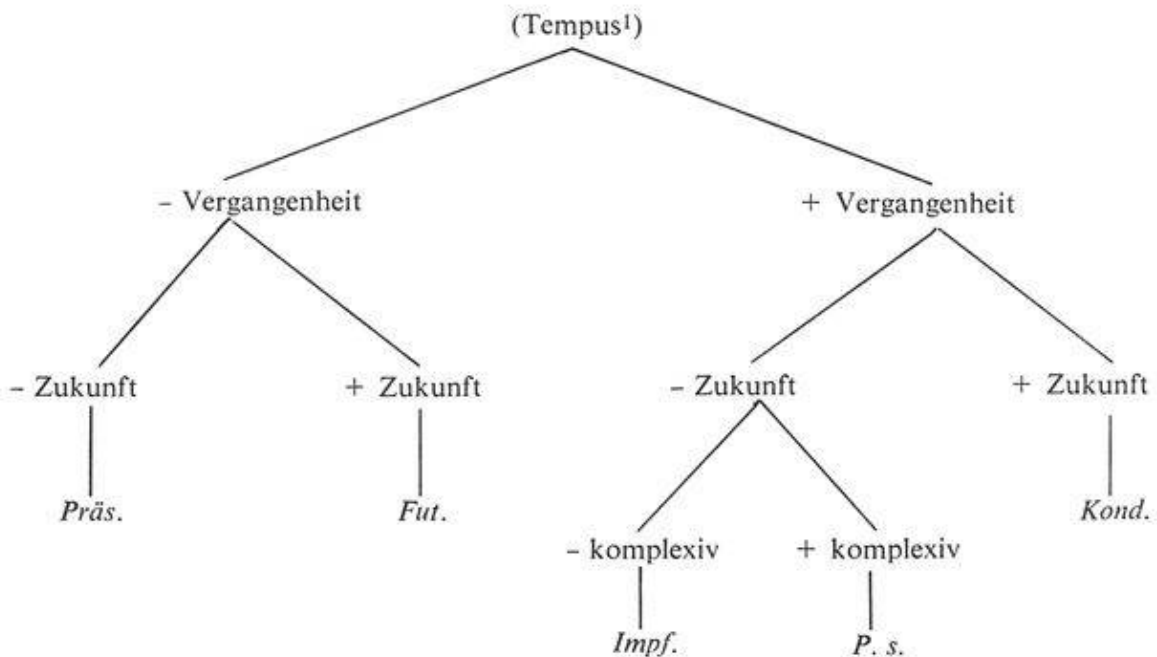 (Tempus¹)
– Vergangenheit + Vergangenheit
– Zukunft + Zukunft – Zukunft + Zukunft
Präs. Fut. Kond.
– komplexiv + komplexiv
Impf. P. s.